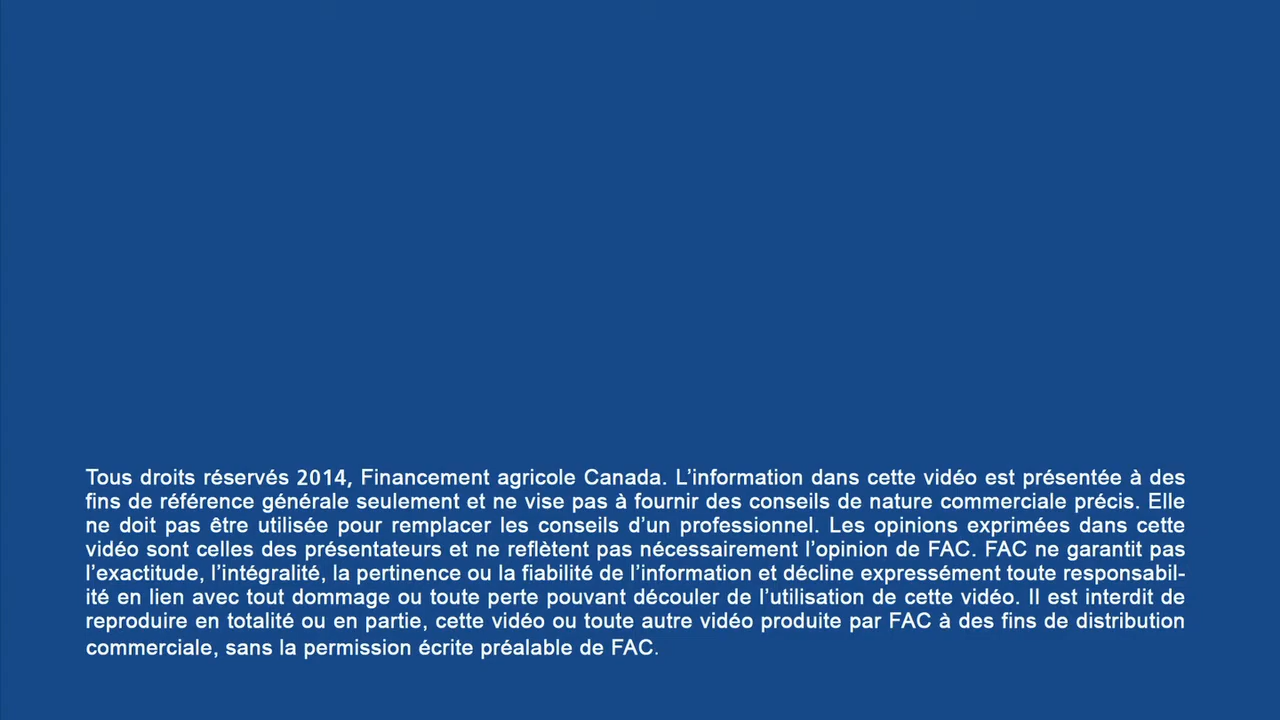 Tous droits réservés 2014, Financement agricole Canada. L’information dans cette vidéo est présentée à des
fins de référence générale seulement et ne vise pas à fournir des conseils de nature commerciale précis. Elle
ne doit pas être utilisée pour remplacer les conseils d’un professionnel. Les opinions exprimées dans cette
vidéo sont celles des présentateurs et ne reflètent pas nécessairement l’opinion de FAC. FAC ne garantit pas
l’exactitude, l’intégralité, la pertinence ou la fiabilité de l’information et décline expressément toute responsabil-
ité en lien avec tout dommage ou toute perte pouvant découler de l’utilisation de cette vidéo. Il est interdit de
reproduire en totalité ou en partie, cette vidéo ou toute autre vidéo produite par FAC à des fins de distribution
commerciale, sans la permission écrite préalable de FAC.